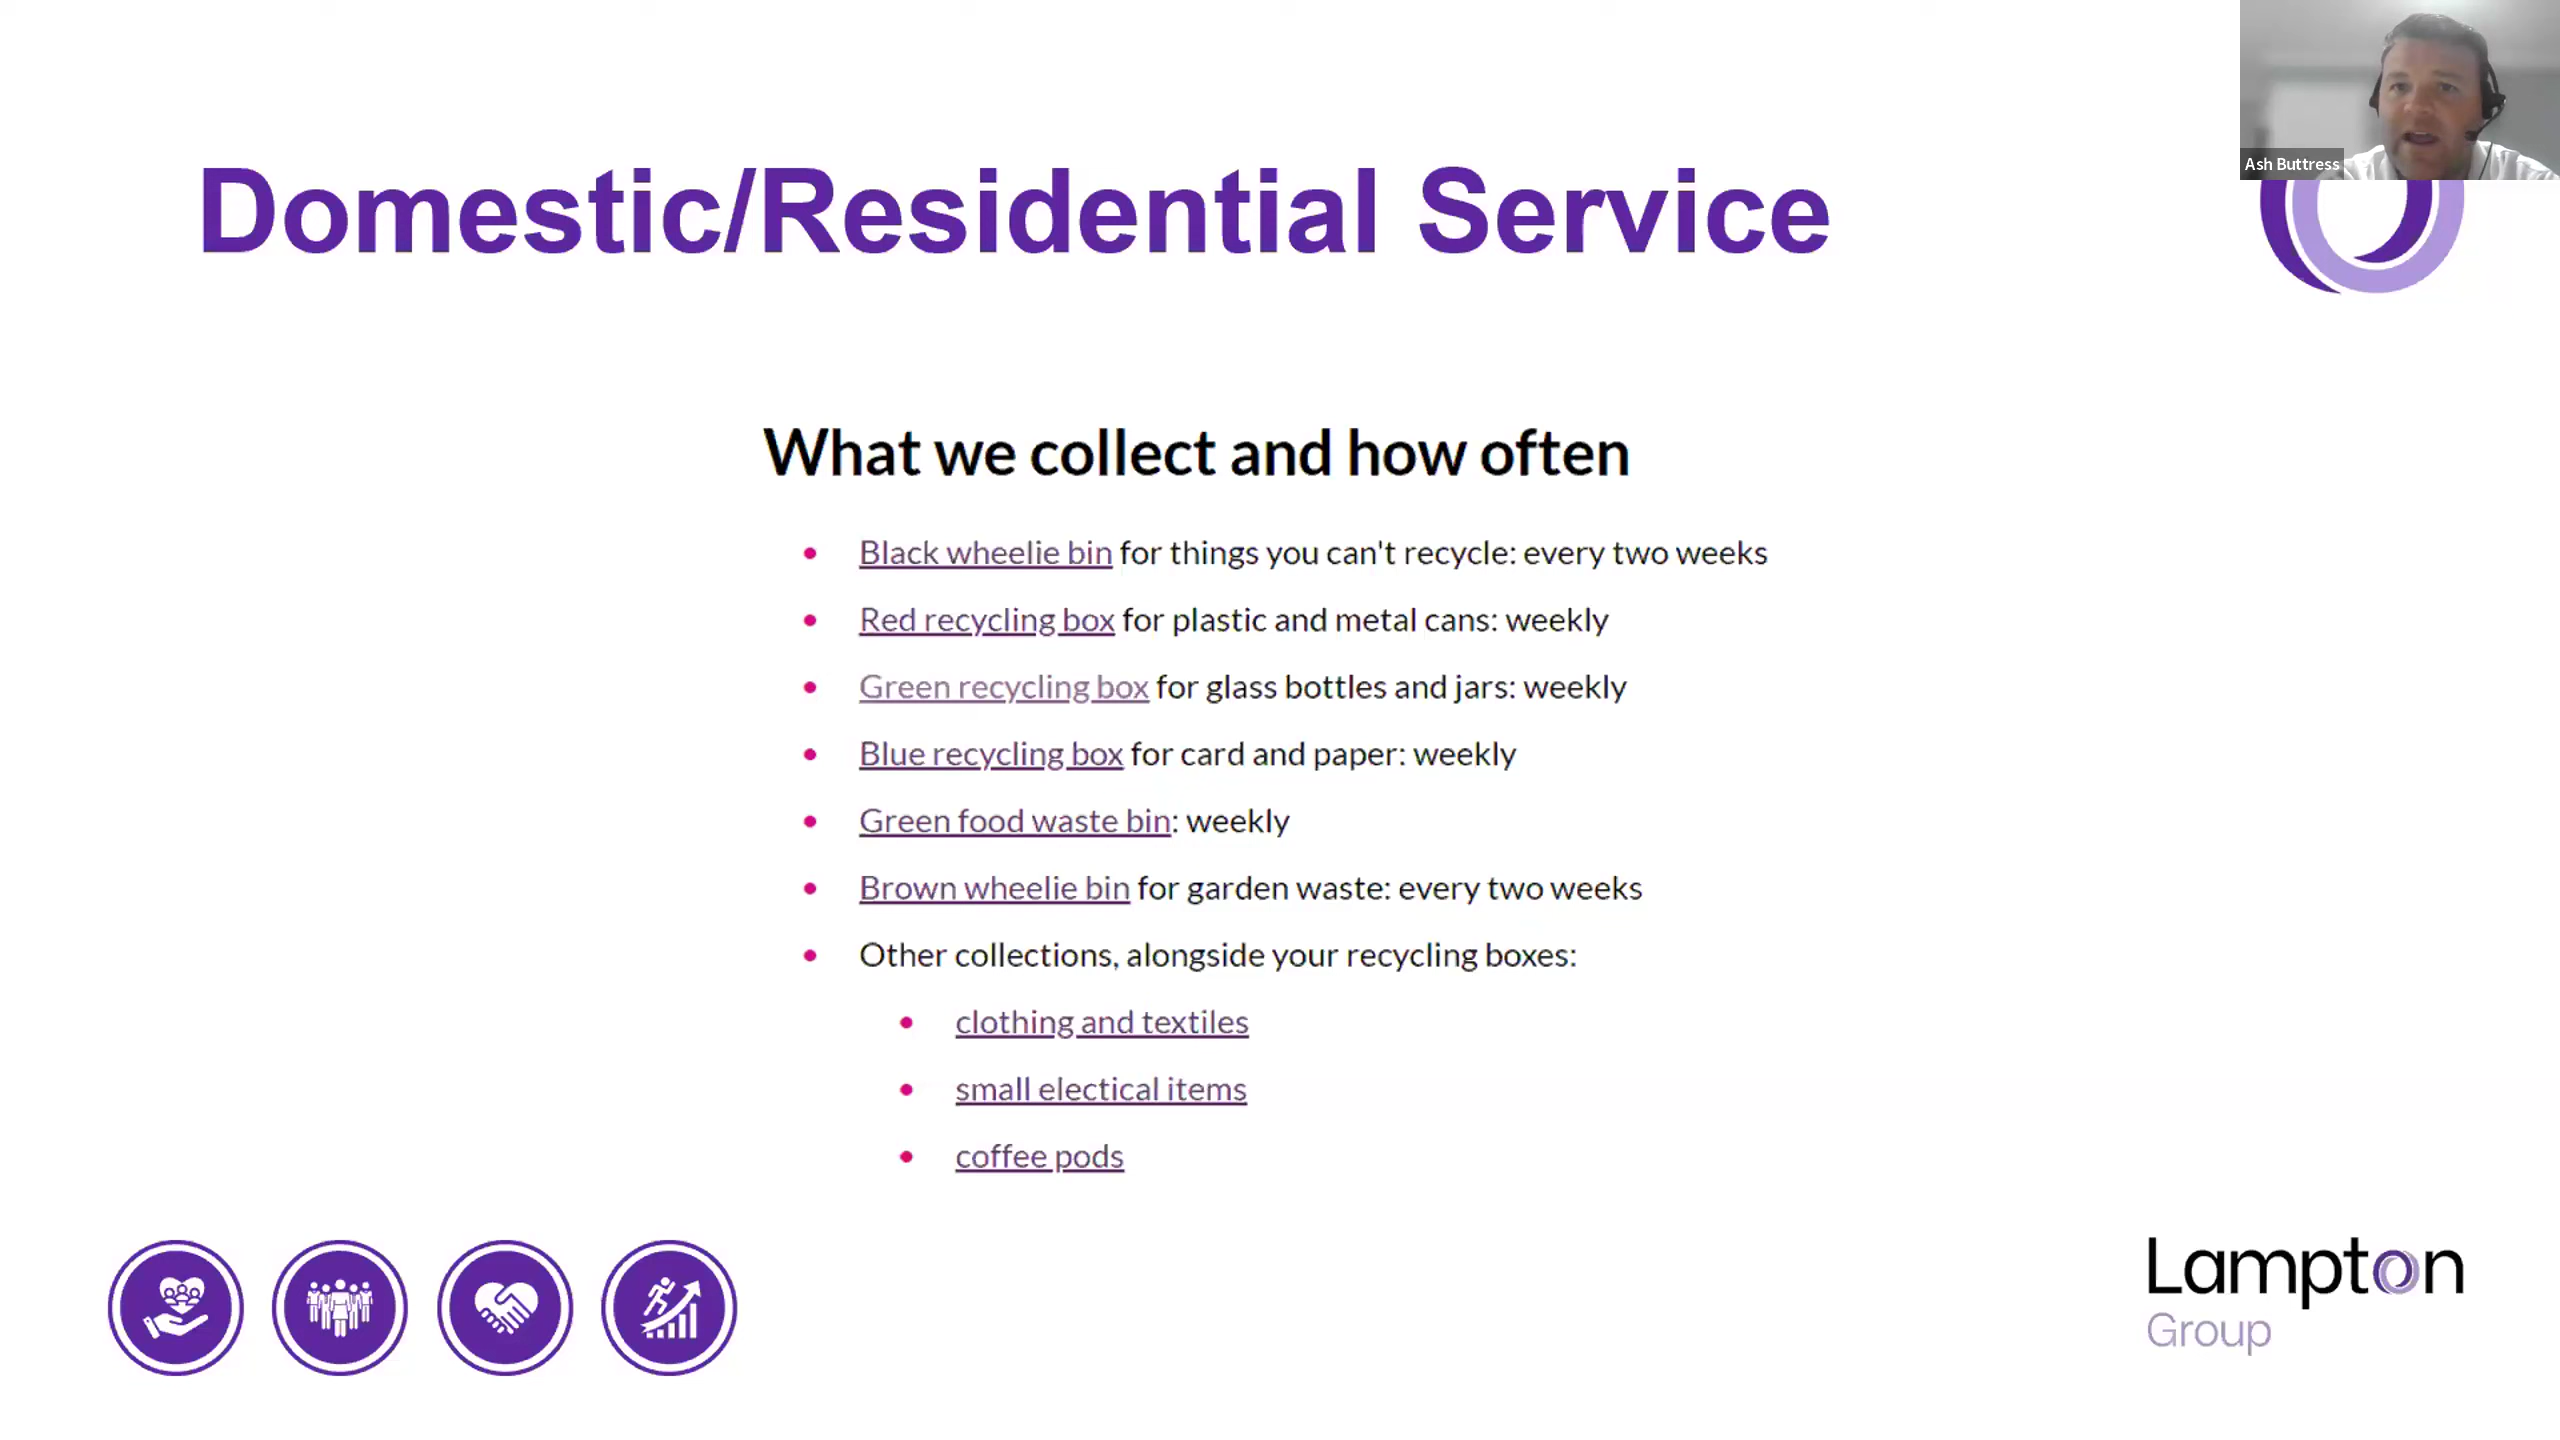 Ash Buttress
Domestic/Residential Service
What we collect and how often
Black wheelie bin for things you can't recycle: every two weeks
Red recycling box for plastic and metal cans: weekly
Green recycling box for glass bottles and jars: weekly
Blue recycling box for card and paper: weekly
Green food waste bin: weekly
Brown wheelie bin for garden waste: every two weeks
Other collections, alongside your recycling boxes:
clothing and textiles
small electical items
coffee pods
Lampton
Group